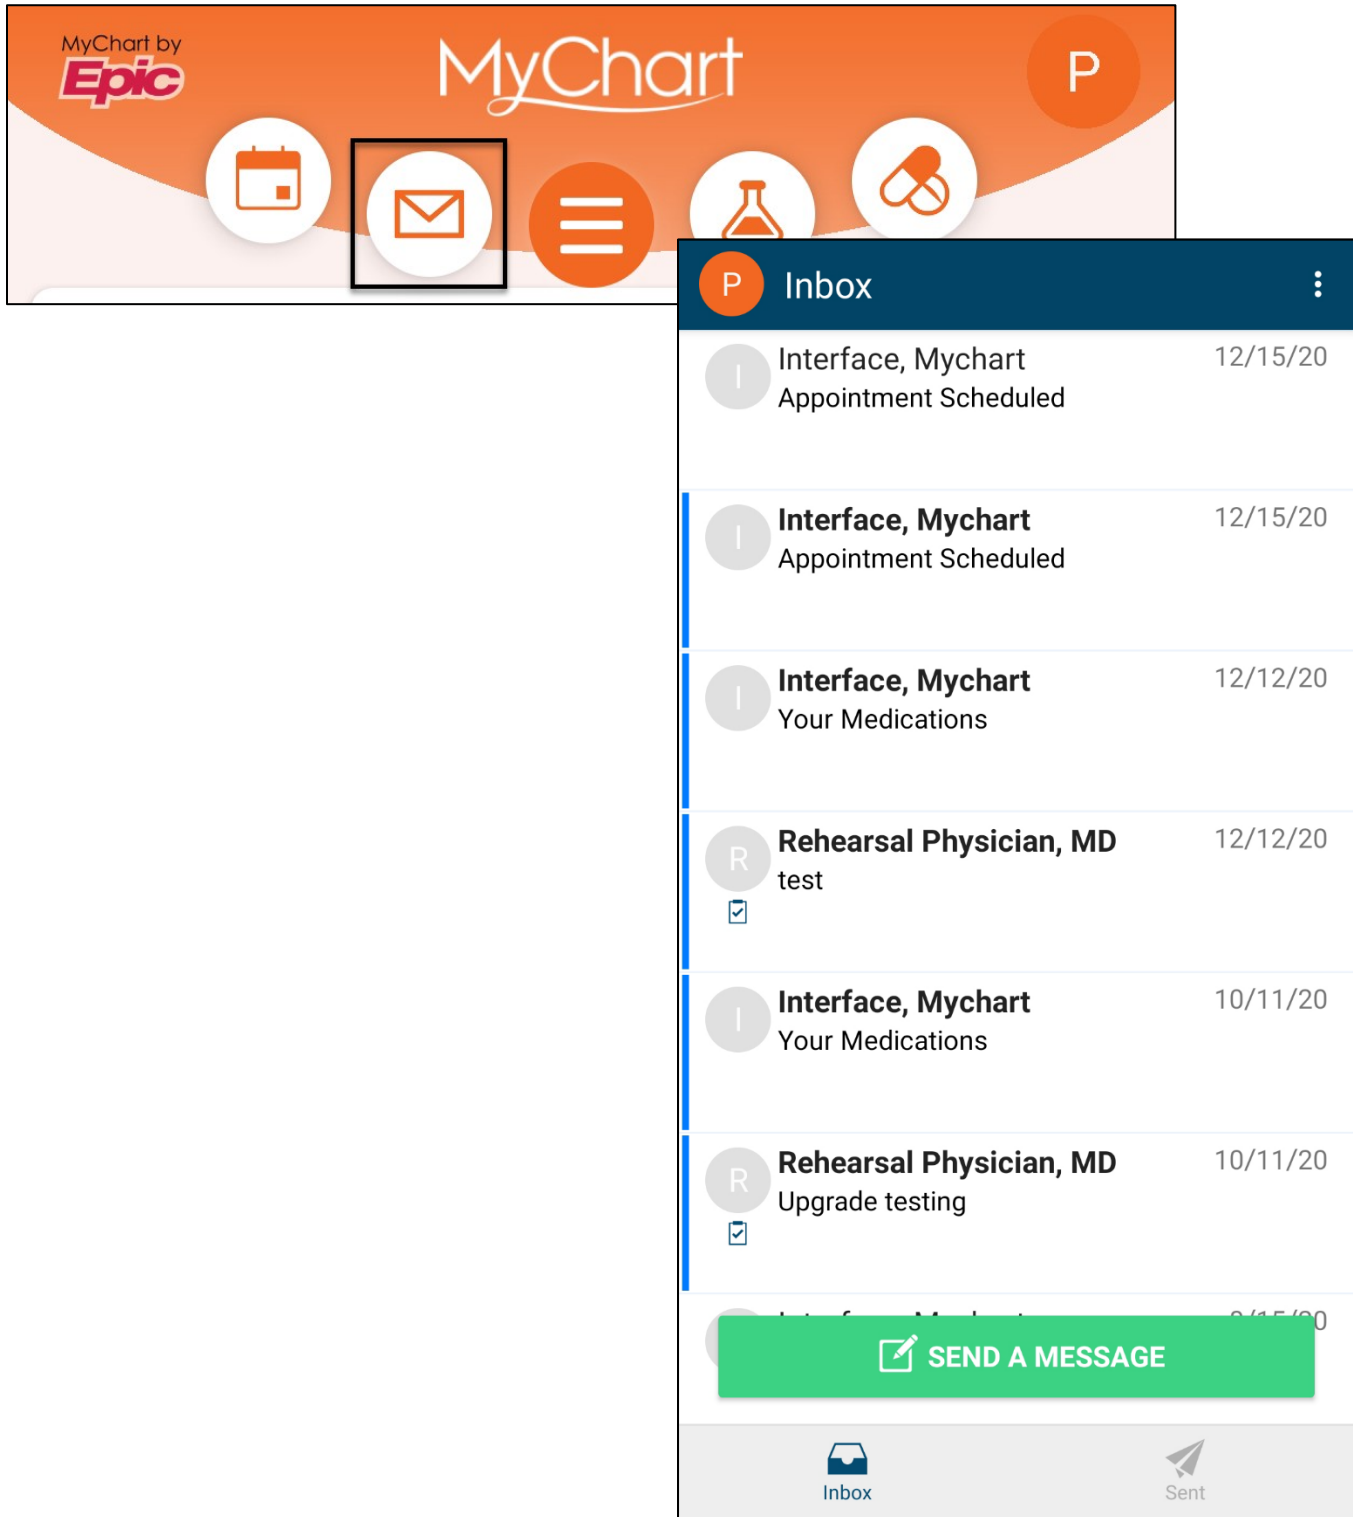 MyChart by
Epic
MyChart
P
P
Inbox
Interface, Mychart
12/15/20
Appointment Scheduled
I
Interface, Mychart
12/15/20
Appointment Scheduled
I
Interface, Mychart
12/12/20
Your Medications
I
Rehearsal Physician, MD
12/12/20
R
test
Interface, Mychart
10/11/20
I
Your Medications
Rehearsal Physician, MD
10/11/20
R
Upgrade testing
SEND A MESSAGE
Inbox
Sent